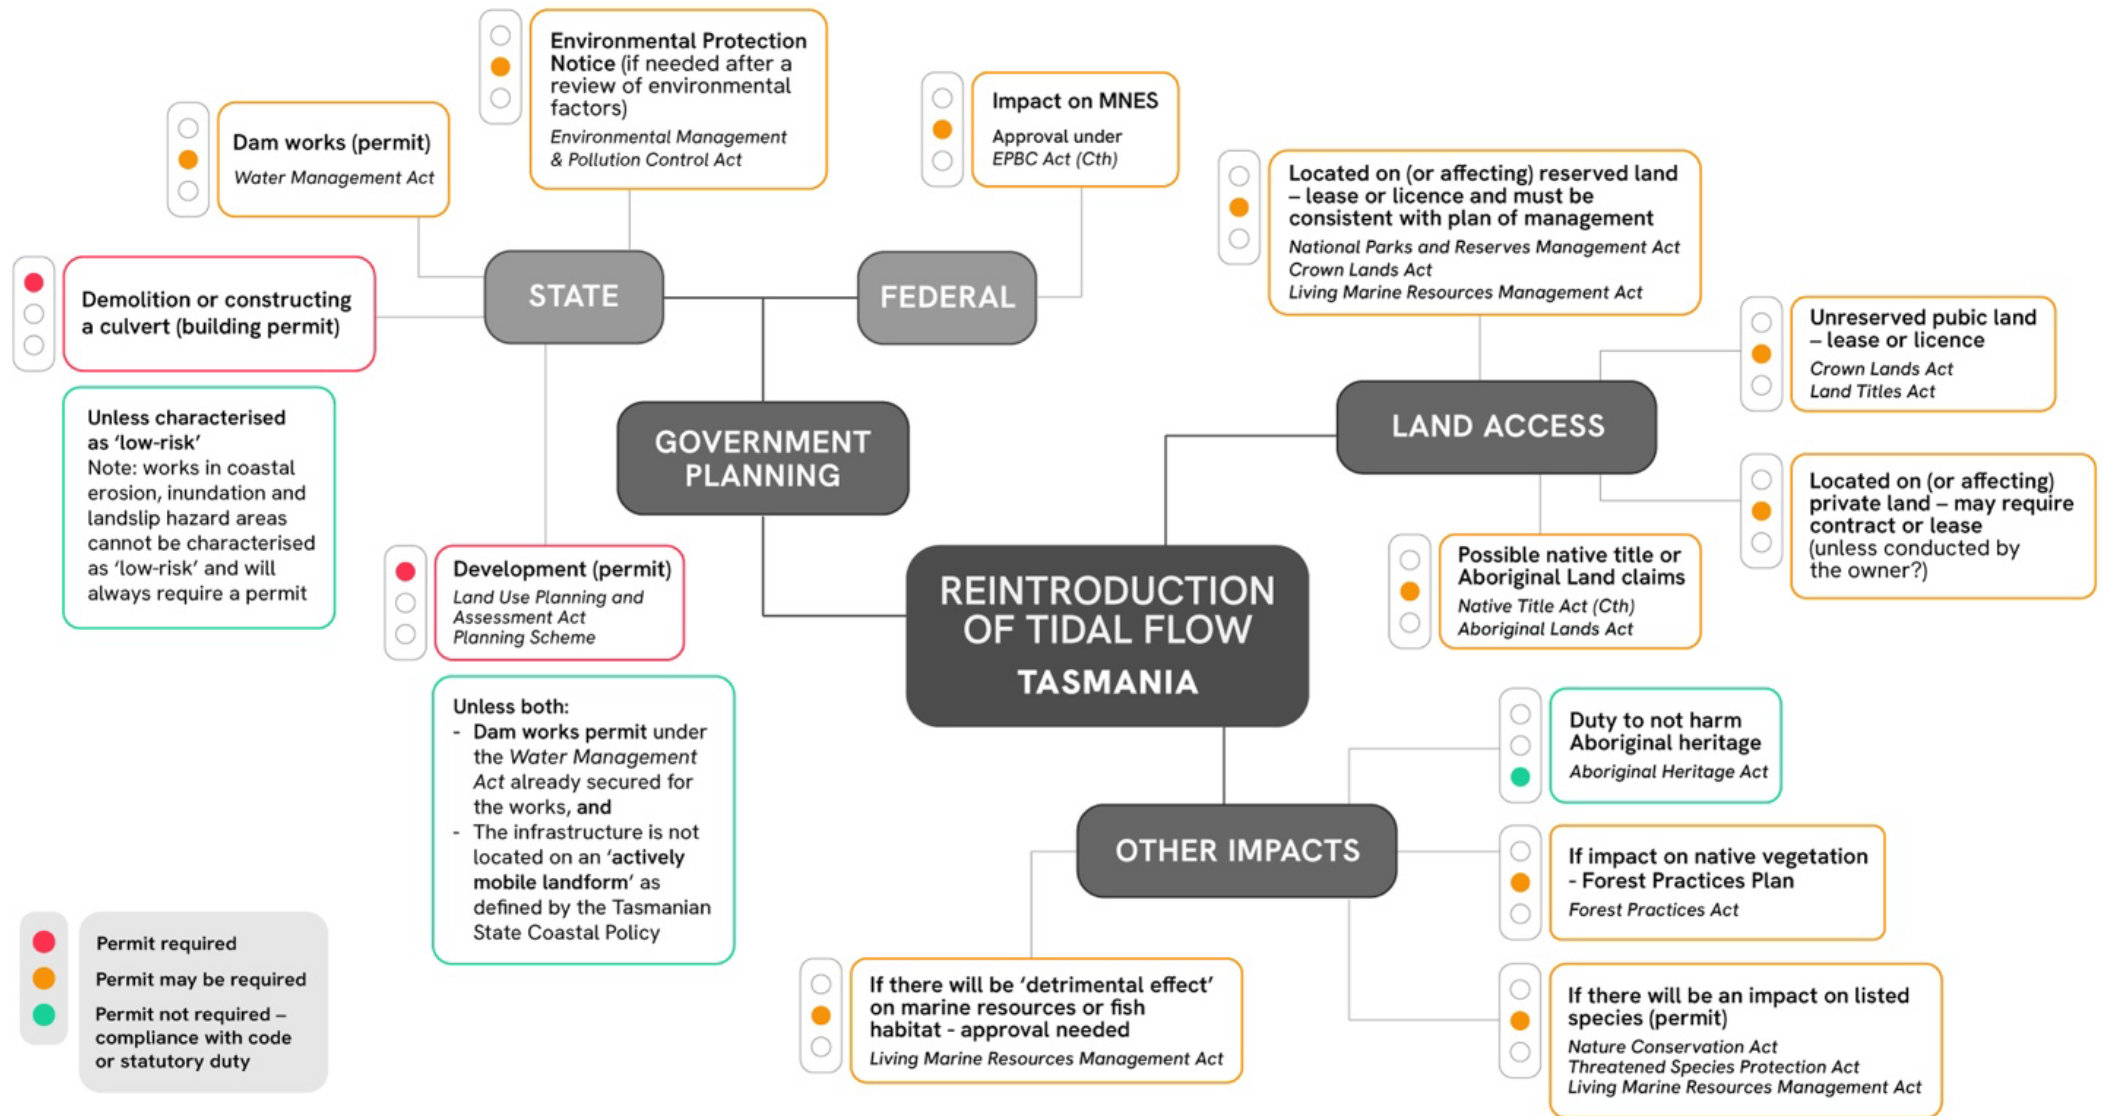 Environmental Protection
Notice (if needed after a
review of environmental
factors)
Environmental Management
& Pollution Control Act
Dam works (permit)
Water Management Act
Impact on MNES
Approval under
EPBC Act (Cth)
Located on (or affecting) reserved land
– lease or licence and must be
consistent with plan of management
National Parks and Reserves Management Act
Crown Lands Act
Living Marine Resources Management Act
Demolition or constructing
a culvert (building permit)
STATE
FEDERAL
Unreserved pubic land
– lease or licence
Crown Lands Act
Land Titles Act
Unless characterised
as ‘low-risk’
Note: works in coastal
erosion, inundation and
landslip hazard areas
cannot be characterised
as ‘low-risk’ and will
always require a permit
GOVERNMENT
PLANNING
LAND ACCESS
Located on (or affecting)
private land – may require
contract or lease
(unless conducted by
the owner?)
Development (permit)
Land Use Planning and
Assessment Act
Planning Scheme
REINTRODUCTION
OF TIDAL FLOW
TASMANIA
Possible native title or
Aboriginal Land claims
Native Title Act (Cth)
Aboriginal Lands Act
Unless both:
- Dam works permit under
the Water Management
Act already secured for
the works, and
- The infrastructure is not
located on an ‘actively
mobile landform’ as
defined by the Tasmanian
State Coastal Policy
Duty to not harm
Aboriginal heritage
Aboriginal Heritage Act
OTHER IMPACTS
If impact on native vegetation
- Forest Practices Plan
Forest Practices Act
If there will be ‘detrimental effect’
on marine resources or fish
habitat - approval needed
Living Marine Resources Management Act
If there will be an impact on listed
species (permit)
Nature Conservation Act
Threatened Species Protection Act
Living Marine Resources Management Act
Permit required
Permit may be required
Permit not required –
compliance with code
or statutory duty